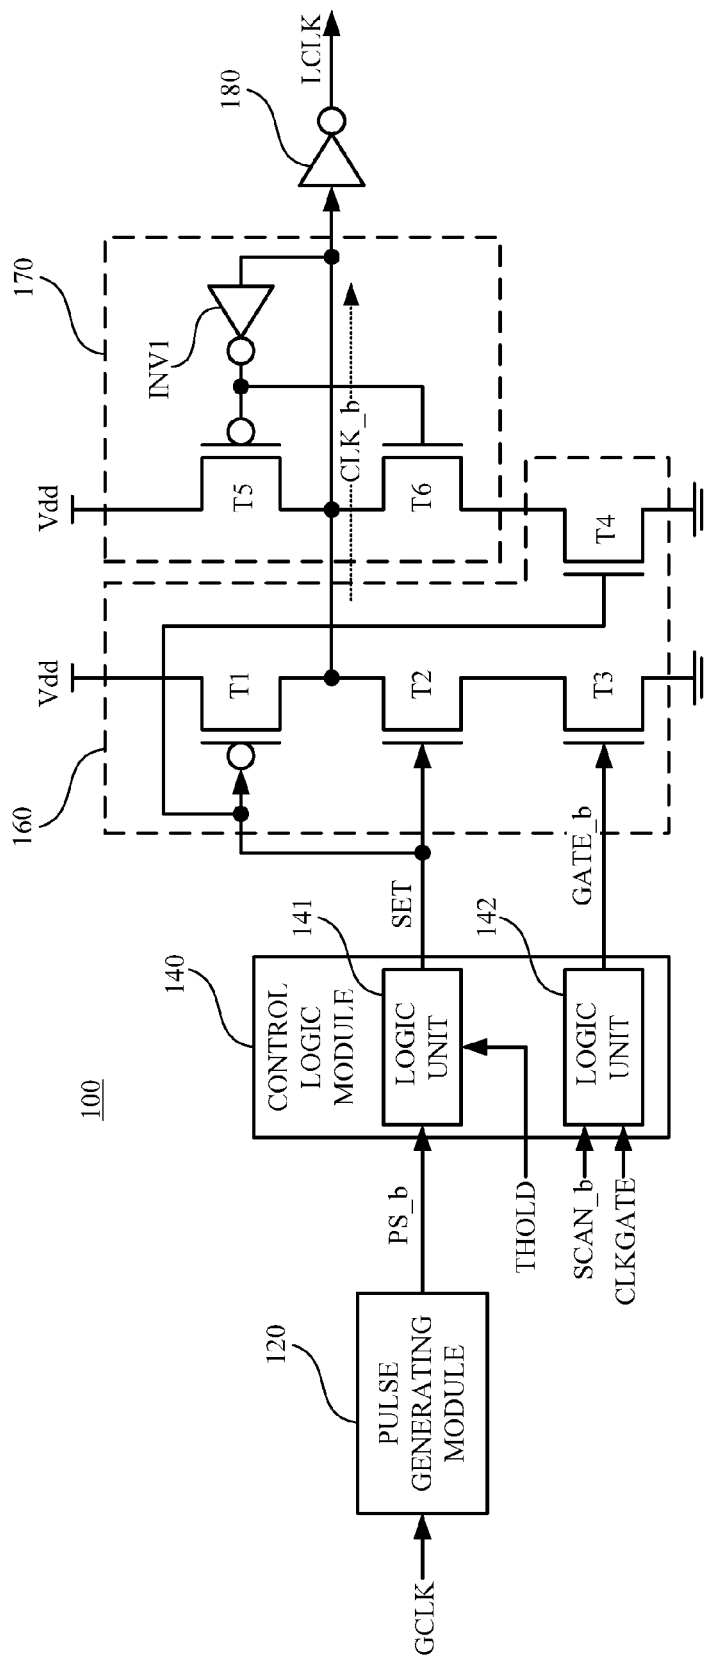 100
GCLK
120
PULSE
GENERATING
MODULE
PS_b
THOLD
SCAN_b
CLKGATE
140
CONTROL
LOGIC
MODULE
141
LOGIC
UNIT
142
LOGIC
UNIT
SET
GATE_b
160
Vdd
T1
T2
T3
T4
170
Vdd
T5
T6
INV1
CLK_b
180
LCLK